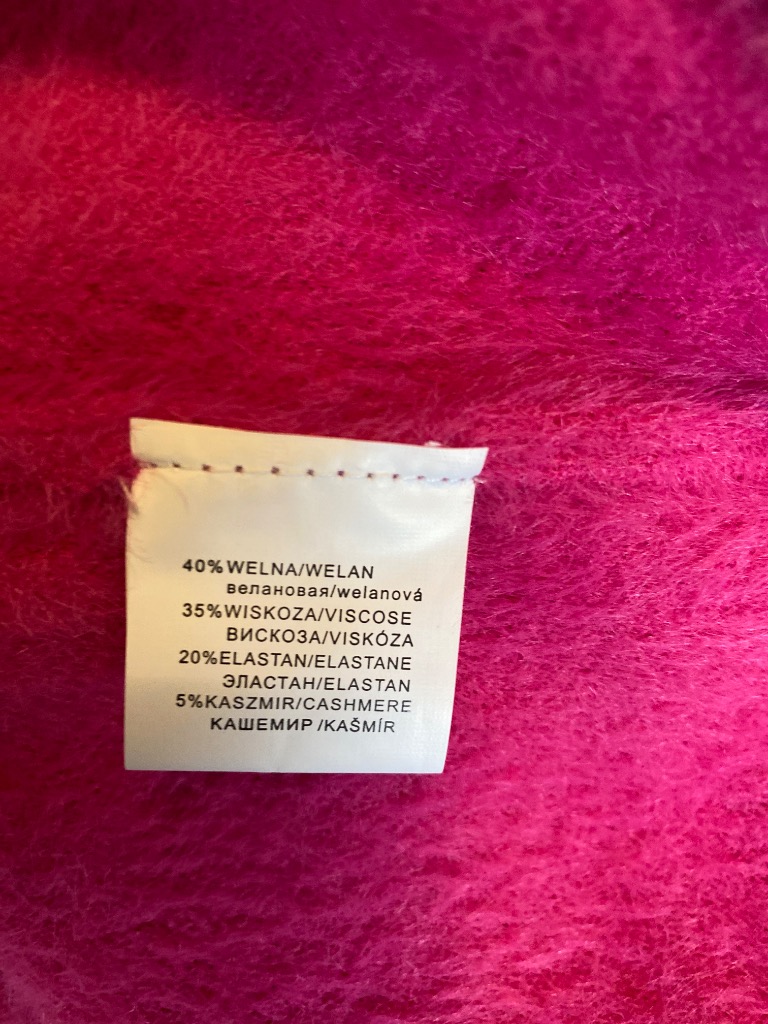 40% WELNA/WELAN
велановая/welanová
35% WISKOZA/VISCOSE
ВИСКОЗА/VISKÓZA
20% ELASTAN/ELASTANE
ЭЛАСТАН/ELASTAN
5% KASZMIR/CASHMERE
КАШЕМИР /KAŠMÍR